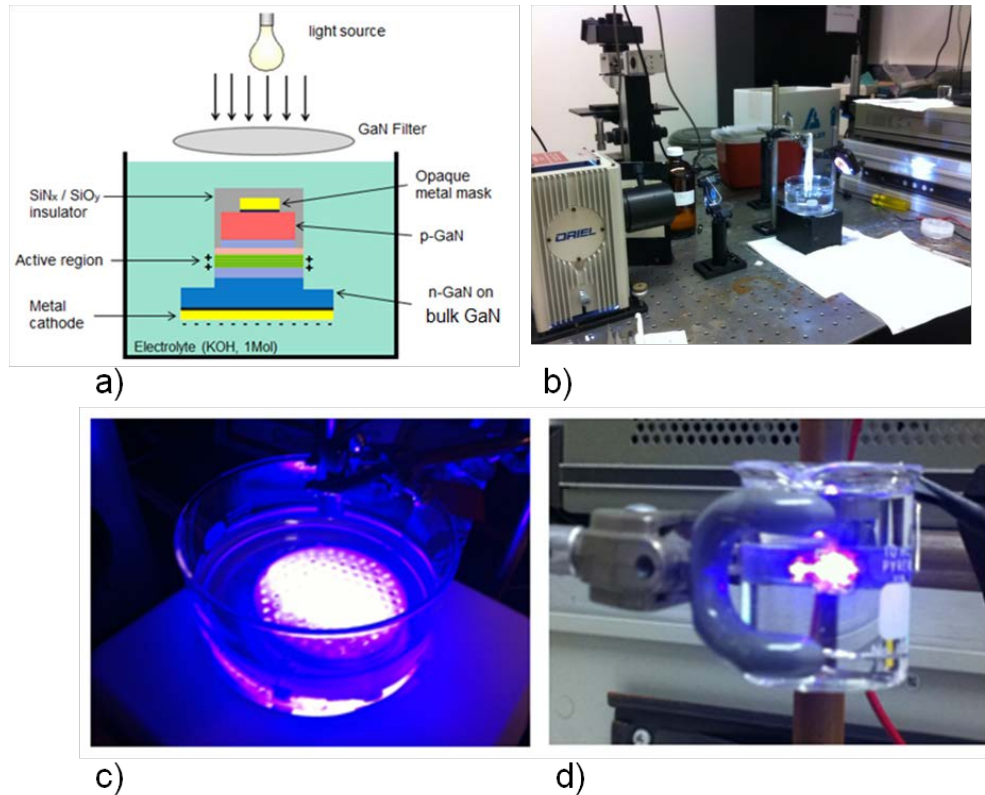 light source
GaN Filter
SiNx / SiOy
insulator
Opaque
metal mask
p-GaN
Active region
n-GaN on
bulk GaN
Metal
cathode
Electrolyte (KOH, 1Mol)
a)
ORIEL
b)
PYREX
c)
d)